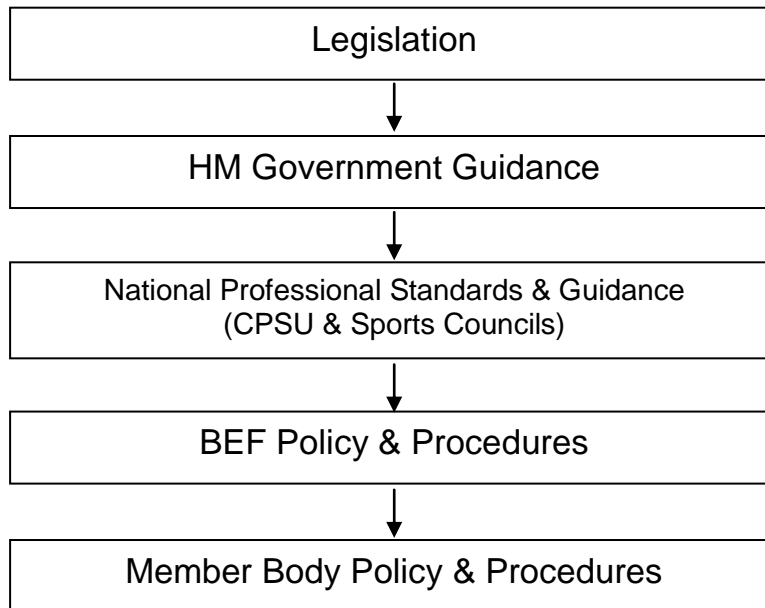 Legislation
HM Government Guidance
National Professional Standards & Guidance
(CPSU & Sports Councils)
BEF Policy & Procedures
Member Body Policy & Procedures